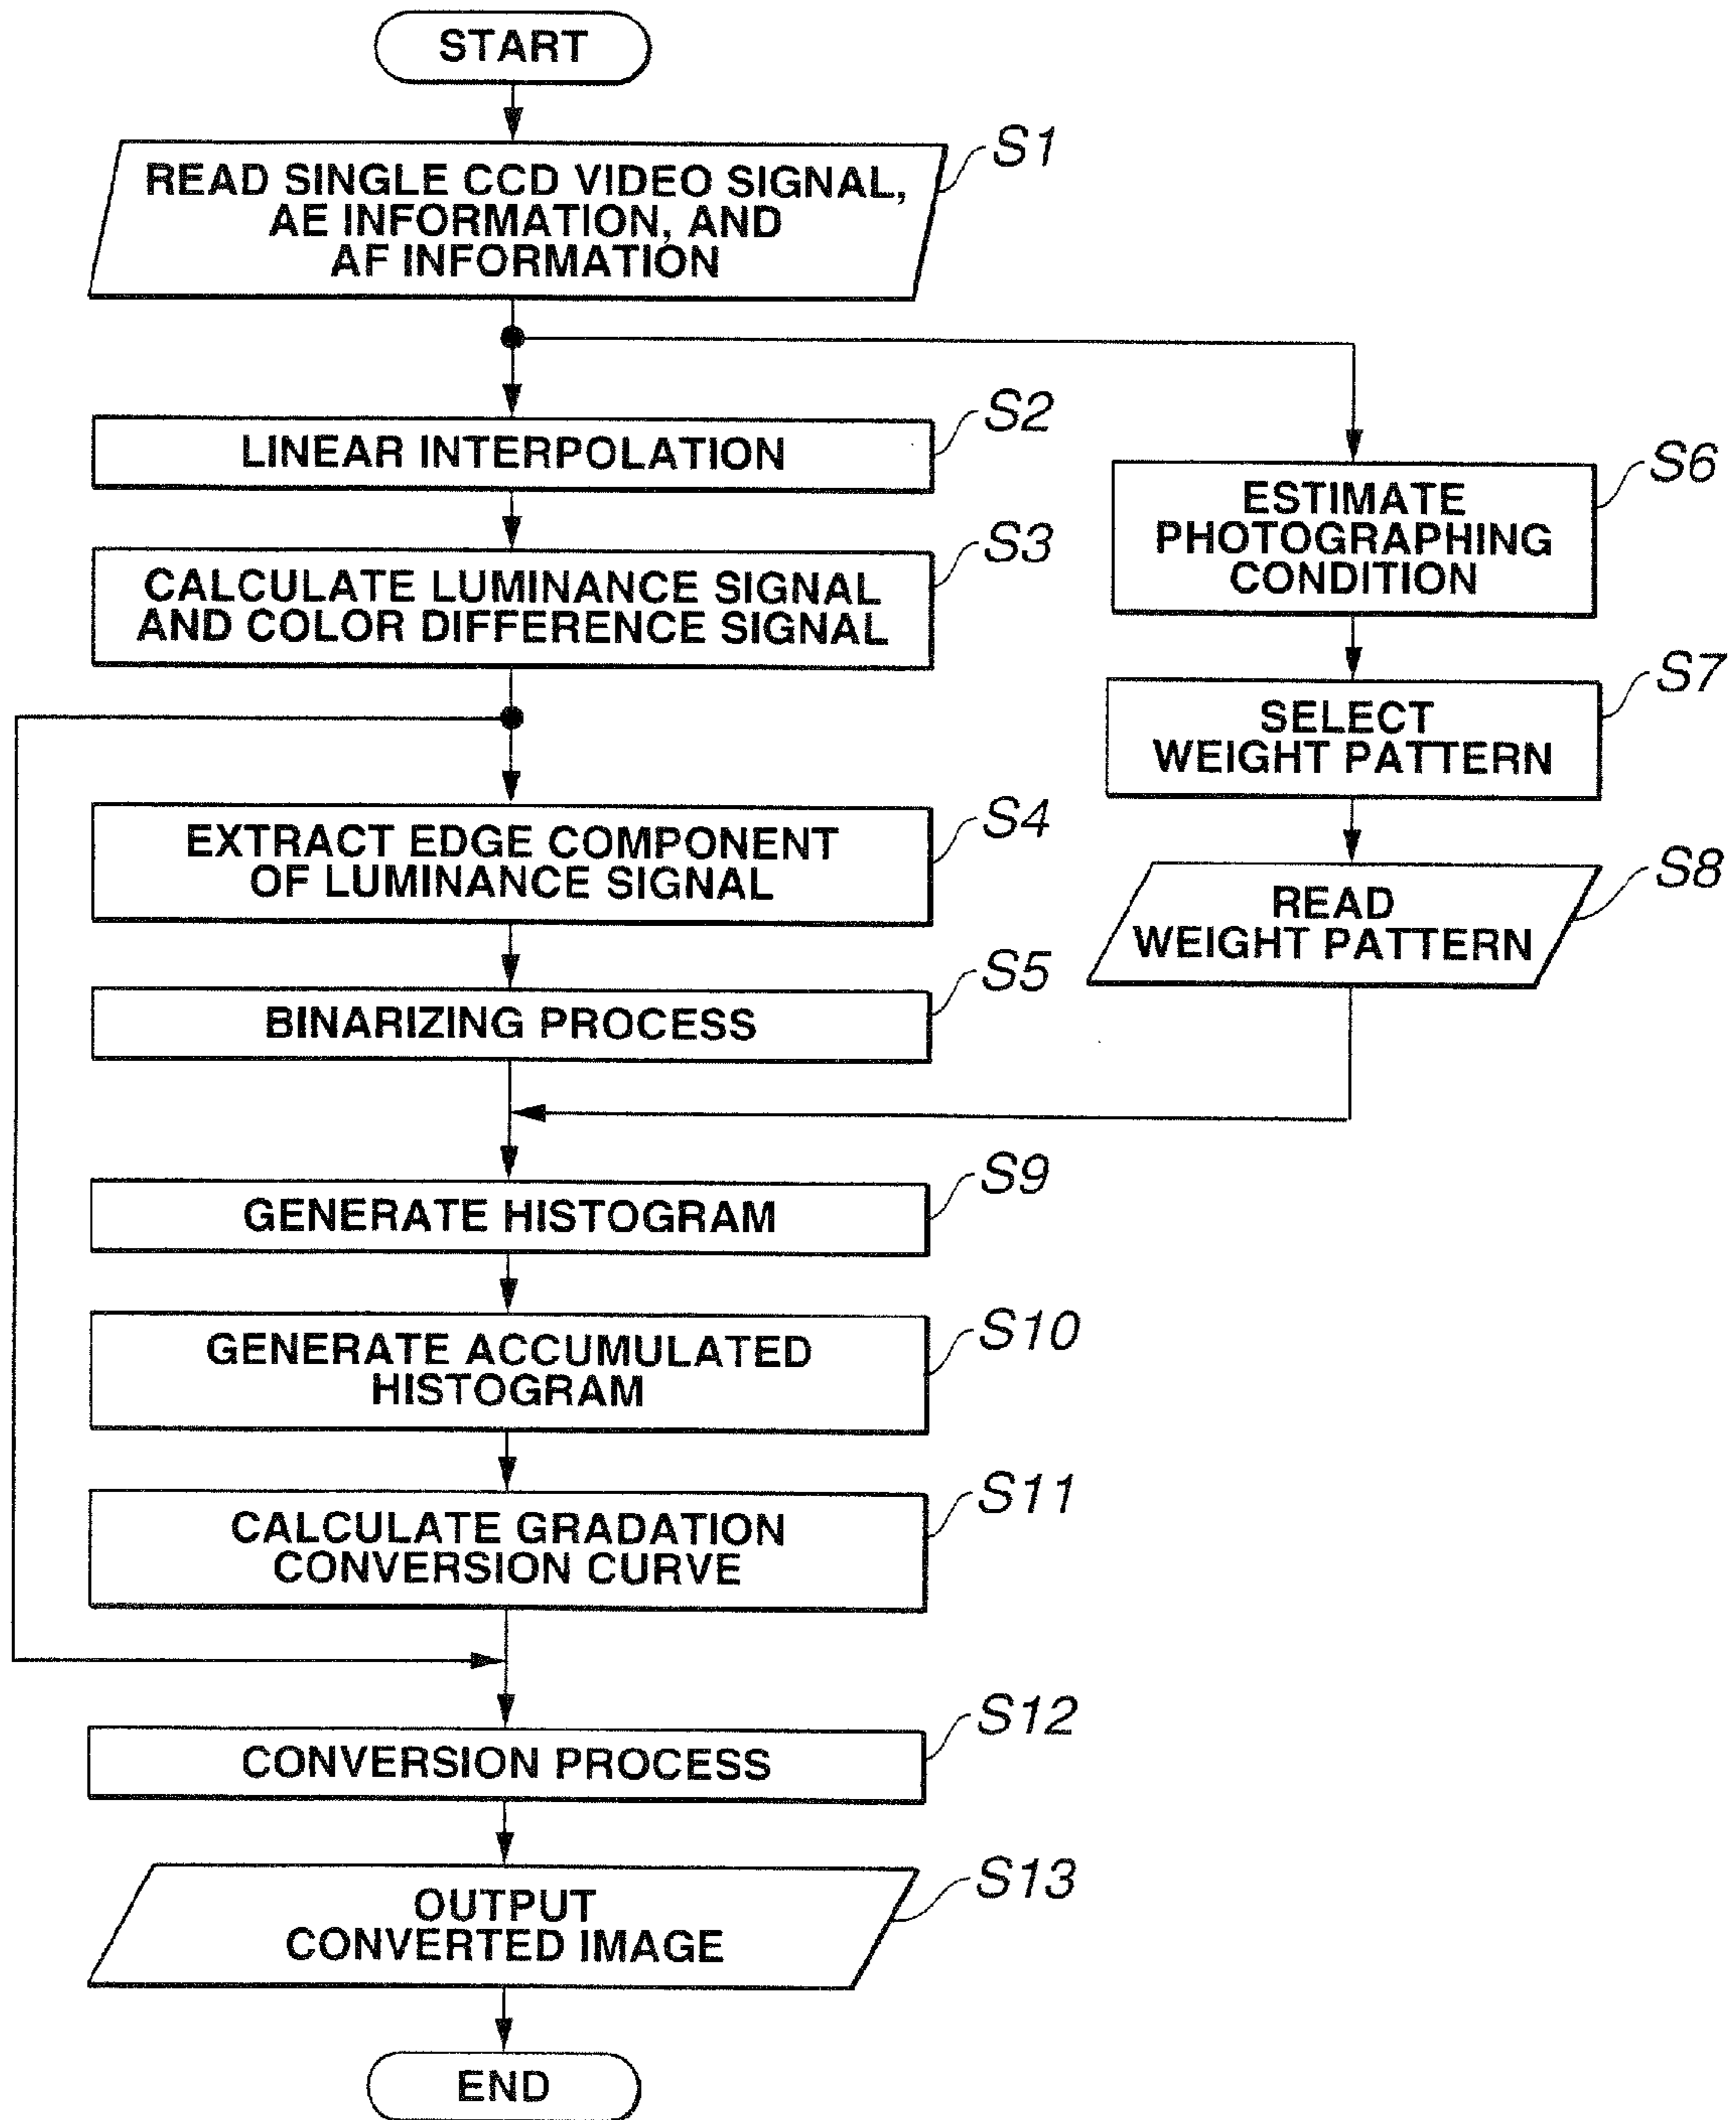 START
S1
READ SINGLE CCD VIDEO SIGNAL,
AE INFORMATION, AND
AF INFORMATION
S2
LINEAR INTERPOLATION
S3
CALCULATE LUMINANCE SIGNAL
AND COLOR DIFFERENCE SIGNAL
S4
EXTRACT EDGE COMPONENT
OF LUMINANCE SIGNAL
S5
BINARIZING PROCESS
S6
ESTIMATE
PHOTOGRAPHING
CONDITION
S7
SELECT
WEIGHT PATTERN
S8
READ
WEIGHT PATTERN
S9
GENERATE HISTOGRAM
S10
GENERATE ACCUMULATED
HISTOGRAM
S11
CALCULATE GRADATION
CONVERSION CURVE
S12
CONVERSION PROCESS
S13
OUTPUT
CONVERTED IMAGE
END